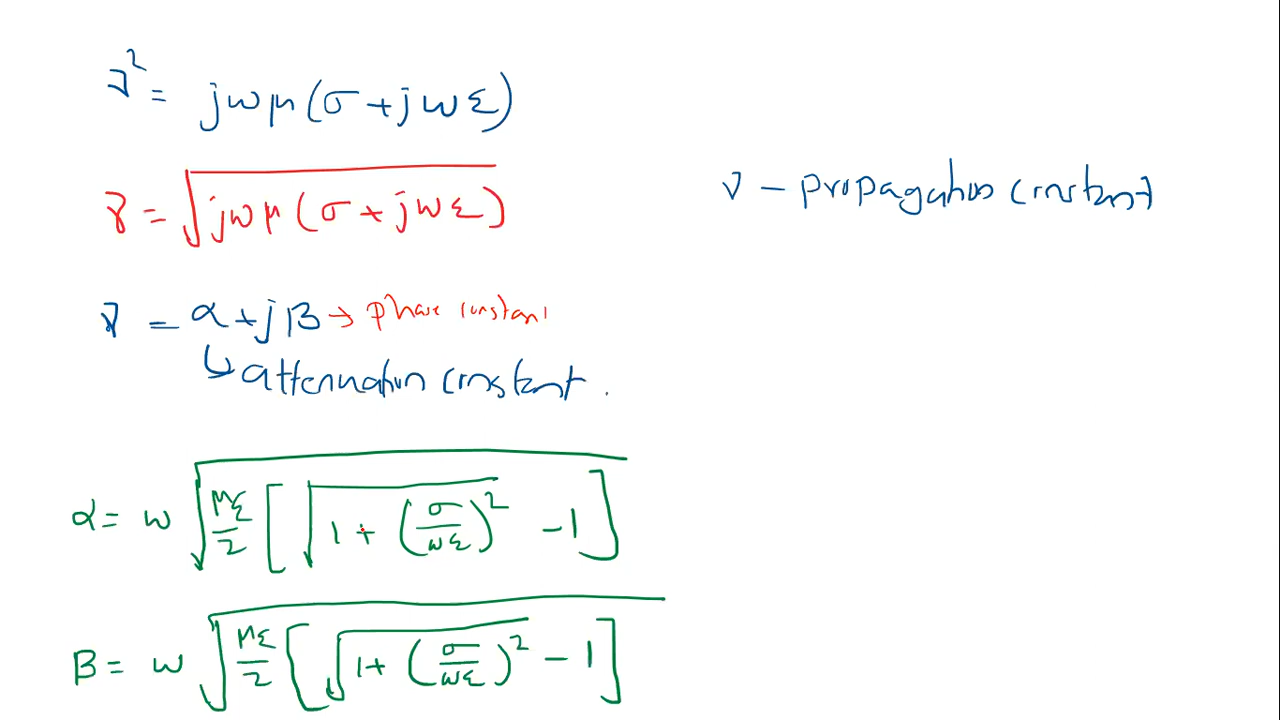 γ² = jωμ(σ+jωε)
γ = √(jωμ(σ+jωε))
γ – propagation constant
γ = α+jβ → phase constant
↳ attenuation constant.
α = ω √(με/2 [√(1+(σ/ωε)²) -1])
β = ω √(με/2 [√(1+(σ/ωε)²) -1])